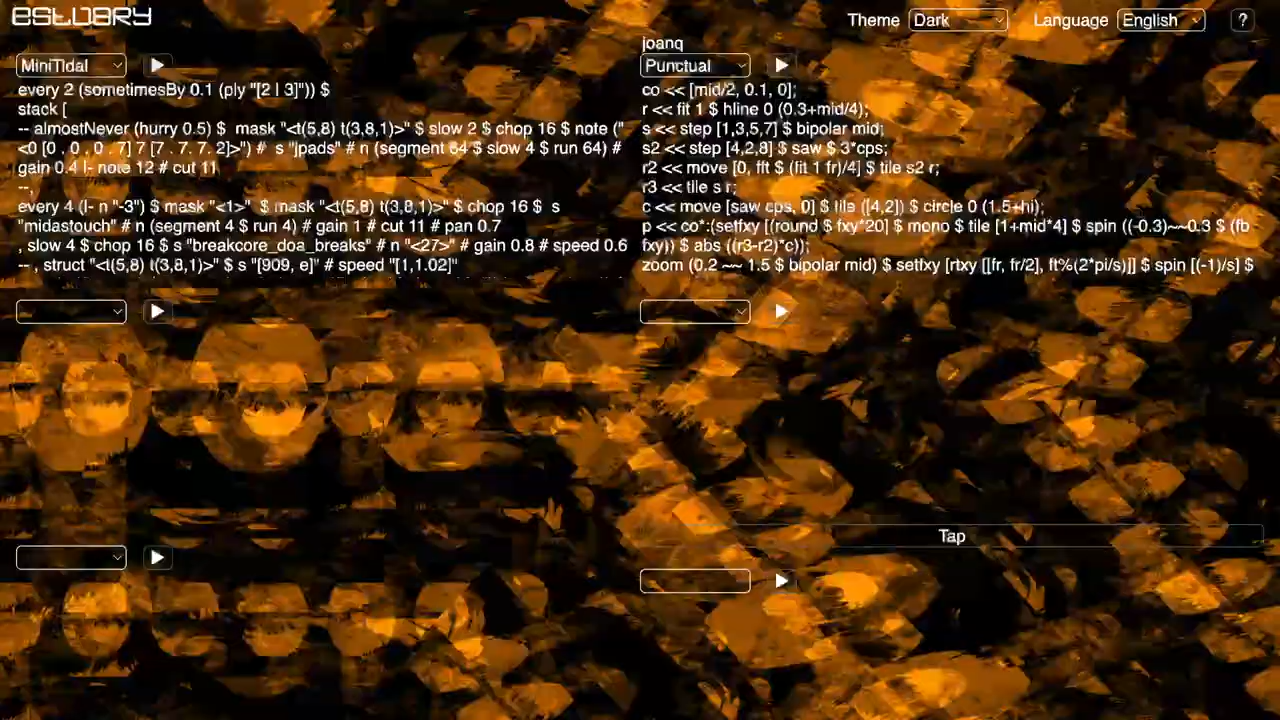 estuary
Theme Dark Language English ?
MiniTidal
every 2 (sometimesBy 0.1 (ply "[2 | 3]")) $
stack [
-- almostNever (hurry 0.5) $ mask "<t(5,8) t(3,8,1)>" $ slow 2 $ chop 16 $ note ("
<0 [0 . 0 . 0 . 7] 7 [7 . 7 . 7 . 2]>") # s "jpads" # n (segment 64 $ slow 4 $ run 64) #
gain 0.4 |- note 12 # cut 11
--,
every 4 (|- n "-3") $ mask "<1>" $ mask "<t(5,8) t(3,8,1)>" $ chop 16 $ s
"midastouch" # n (segment 4 $ run 4) # gain 1 # cut 11 # pan 0.7
, slow 4 $ chop 16 $ s "breakcore_doa_breaks" # n "<27>" # gain 0.8 # speed 0.6
-- , struct "<t(5,8) t(3,8,1)>" $ s "[909, e]" # speed "[1,1.02]"
joanq
Punctual
co << [mid/2, 0.1, 0];
r << fit 1 $ hline 0 (0.3+mid/4);
s << step [1,3,5,7] $ bipolar mid;
s2 << step [4,2,8] $ saw $ 3*cps;
r2 << move [0, flt $ (fit 1 fr)/4] $ tile s2 r;
r3 << tile s r;
c << move [saw cps, 0] $ tile ([4,2]) $ circle 0 (1.5+hi);
p << co*:(setfxy [(round $ fxy*20] $ mono $ tile [1+mid*4] $ spin ((-0.3)~~0.3 $ (fb
fxy)) $ abs ((r3-r2)*c));
zoom (0.2 ~~ 1.5 $ bipolar mid) $ setfxy [rtxy [[fr, fr/2], ft%(2*pi/s)]] $ spin [(-1)/s] $
Tap